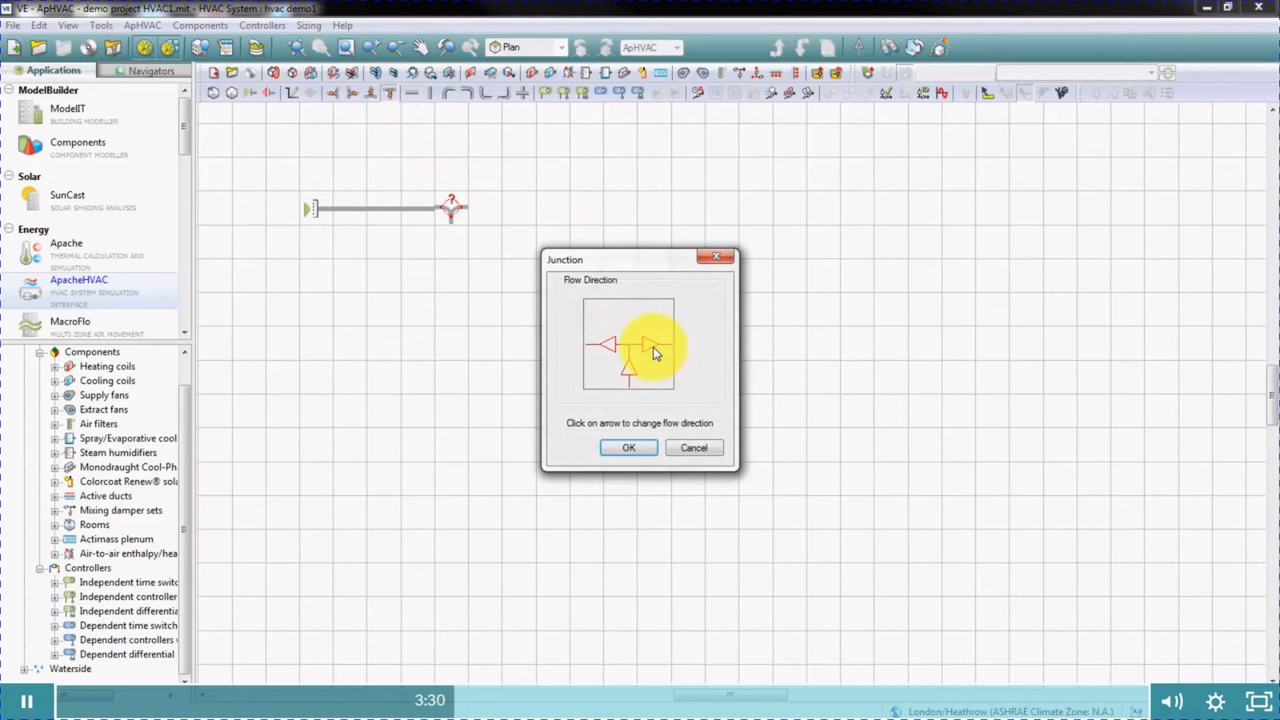 VE - ApHVAC - demo project HVAC1.mit - HVAC System : hvac demo1
File Edit View Tools ApHVAC Components Controllers Sizing Help
Plan
ApHVAC
Applications
Navigators
ModelBuilder
ModelIT
BUILDING MODELLER
Components
COMPONENT MODELLER
Solar
SunCast
SOLAR SHADING ANALYSIS
Energy
Apache
THERMAL CALCULATION AND
SIMULATION
ApacheHVAC
HVAC SYSTEM SIMULATION
INTERFACE
MacroFlo
MULTI-ZONE AIR MOVEMENT
Components
Heating coils
Cooling coils
Supply fans
Extract fans
Air filters
Spray/Evaporative cool
Steam humidifiers
Monodraught Cool-Ph
Colorcoat Renew® sola
Active ducts
Mixing damper sets
Rooms
Actimass plenum
Air-to-air enthalpy/hea
Controllers
Independent time switc
Independent controller
Independent differentia
Dependent time switch
Dependent controllers v
Dependent differential
Waterside
?
Junction
Flow Direction
Click on arrow to change flow direction
OK Cancel
3:30
London/Heathrow (ASHRAE Climate Zone: N.A.)